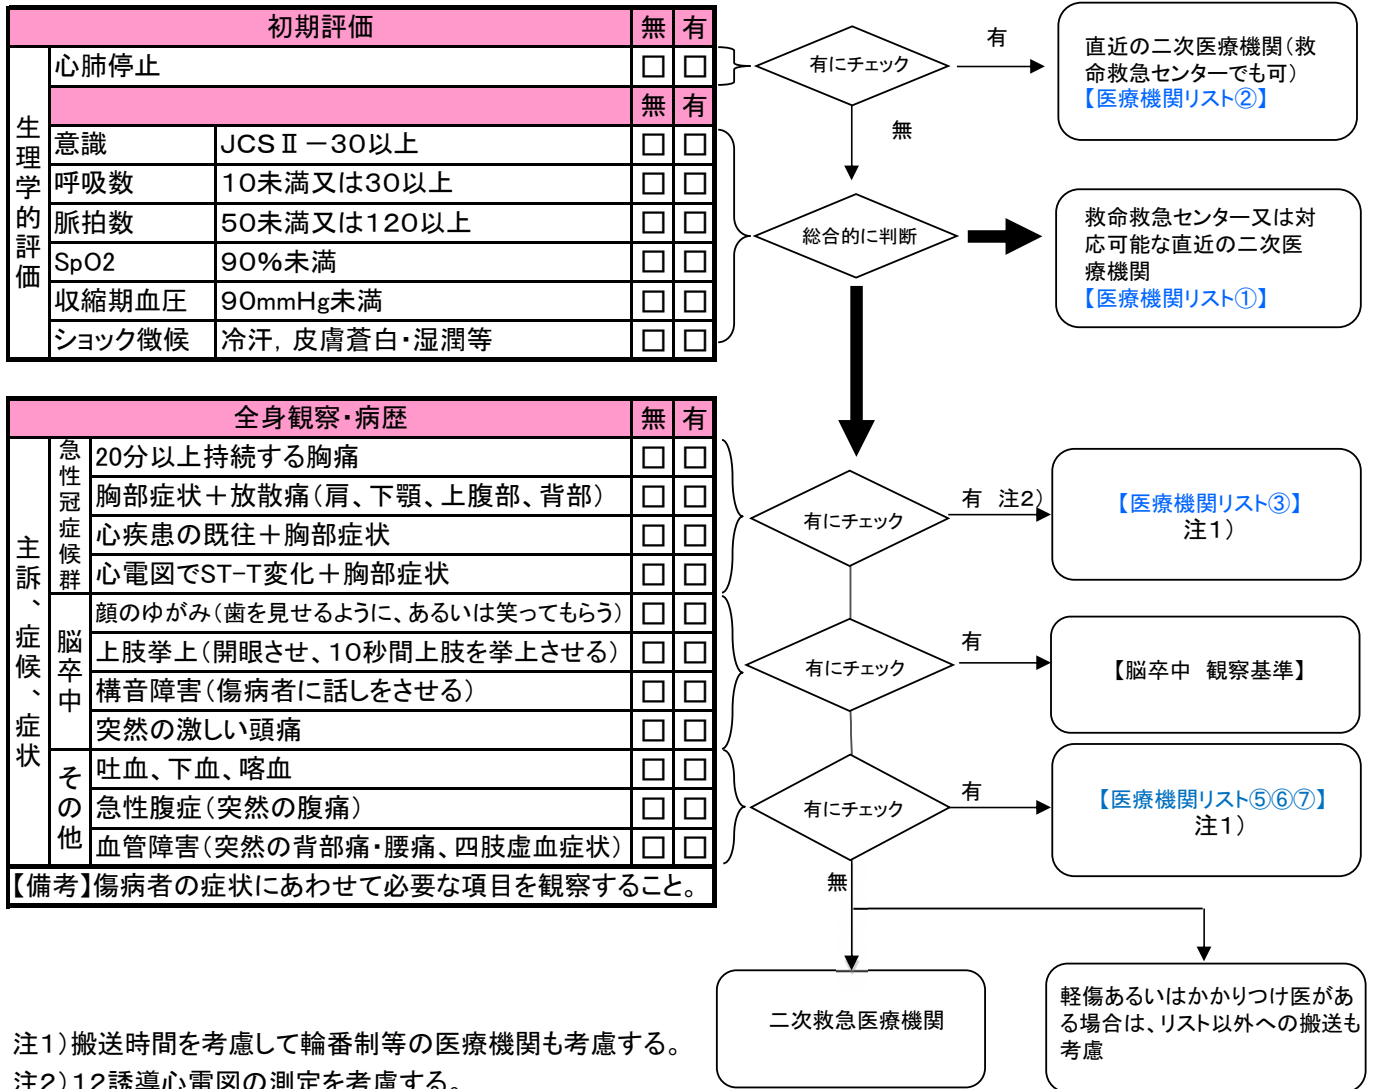 初期評価 無 有
心肺停止 □ □
無 有
生理学的評価
意識 JCSⅡ－30以上 □ □
呼吸数 10未満又は30以上 □ □
脈拍数 50未満又は120以上 □ □
SpO2 90%未満 □ □
収縮期血圧 90mmHg未満 □ □
ショック徴候 冷汗，皮膚蒼白・湿潤等 □ □
有にチェック
有
無
直近の二次医療機関（救
命救急センターでも可）
【医療機関リスト②】
総合的に判断
救命救急センター又は対
応可能な直近の二次医
療機関
【医療機関リスト①】
全身観察・病歴 無 有
主訴、症候、症状
急性冠症候群
20分以上持続する胸痛 □ □
胸部症状＋放散痛（肩、下顎、上腹部、背部） □ □
心疾患の既往＋胸部症状 □ □
心電図でST-T変化＋胸部症状 □ □
脳卒中
顔のゆがみ（歯を見せるように、あるいは笑ってもらう） □ □
上肢挙上（開眼させ、10秒間上肢を挙上させる） □ □
構音障害（傷病者に話しをさせる） □ □
突然の激しい頭痛 □ □
その他
吐血、下血、喀血 □ □
急性腹症（突然の腹痛） □ □
血管障害（突然の背部痛・腰痛、四肢虚血症状） □ □
【備考】傷病者の症状にあわせて必要な項目を観察すること。
有にチェック
有 注2）
【医療機関リスト③】
注1）
有にチェック
有
【脳卒中 観察基準】
有にチェック
有
【医療機関リスト⑤⑥⑦】
注1）
無
二次救急医療機関
軽傷あるいはかかりつけ医があ
る場合は、リスト以外への搬送も
考慮
注1）搬送時間を考慮して輪番制等の医療機関も考慮する。
注2）12誘導心電図の測定を考慮する。